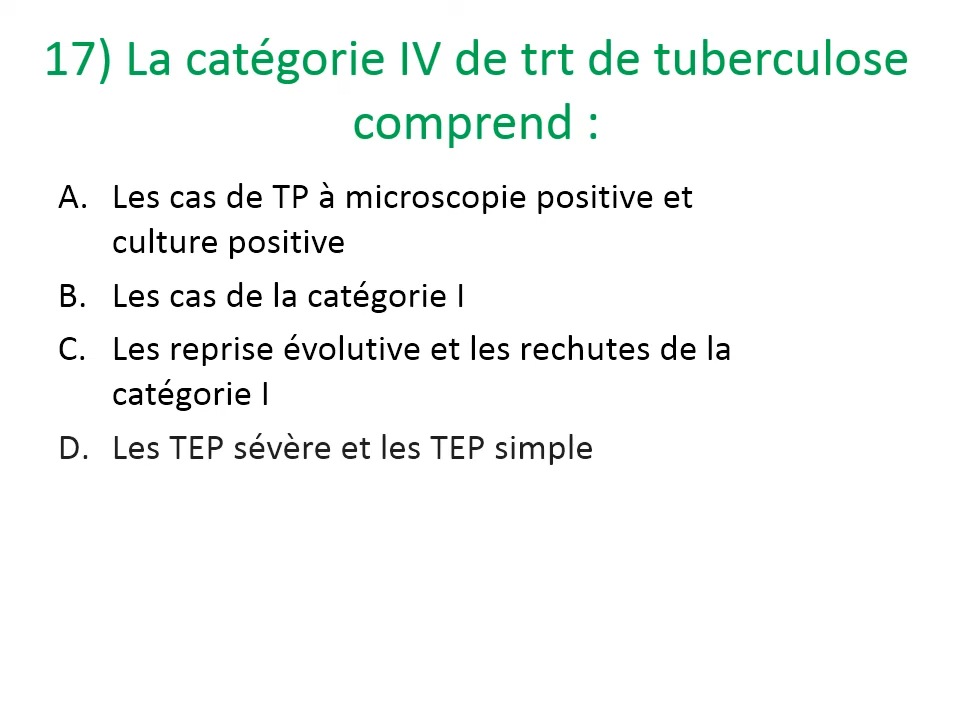 17) La catégorie IV de trt de tuberculose
comprend :
A. Les cas de TP à microscopie positive et
culture positive
B. Les cas de la catégorie I
C. Les reprise évolutive et les rechutes de la
catégorie I
D. Les TEP sévère et les TEP simple